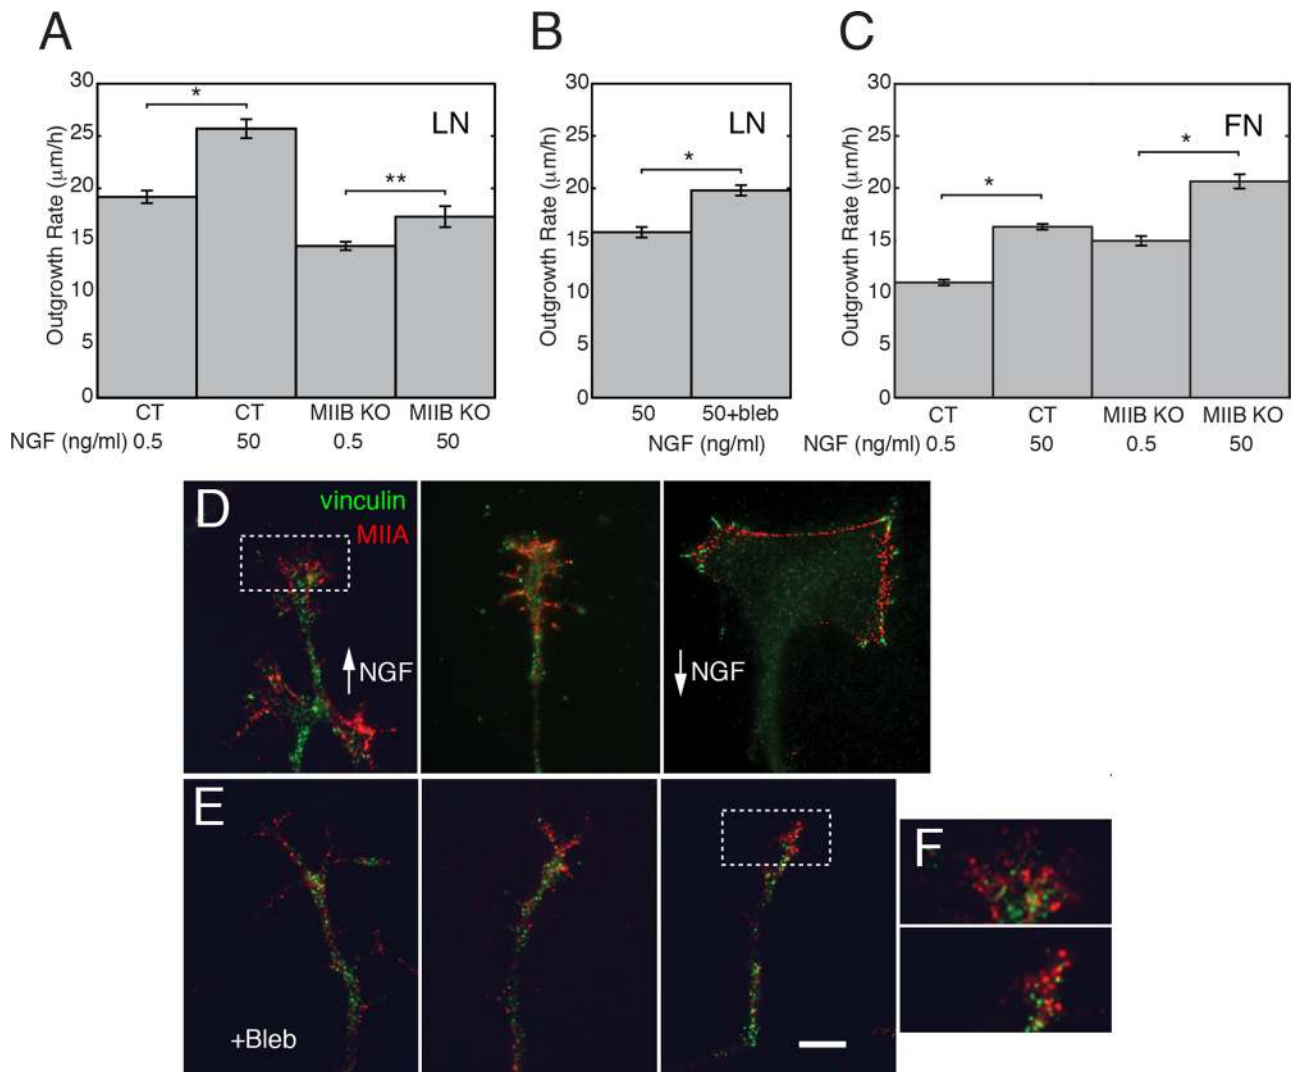 A
Outgrowth Rate (μm/h)
30
25
20
15
10
5
0
LN
*
**
CT CT MIIB KO MIIB KO
NGF (ng/ml) 0.5 50 0.5 50
B
Outgrowth Rate (μm/h)
30
25
20
15
10
5
0
LN
*
50 50+bleb
NGF (ng/ml)
C
Outgrowth Rate (μm/h)
30
25
20
15
10
5
0
FN
*
*
CT CT MIIB KO MIIB KO
NGF (ng/ml) 0.5 50 0.5 50
D
vinculin
MIIA
↑NGF
↓NGF
E
+Bleb
F